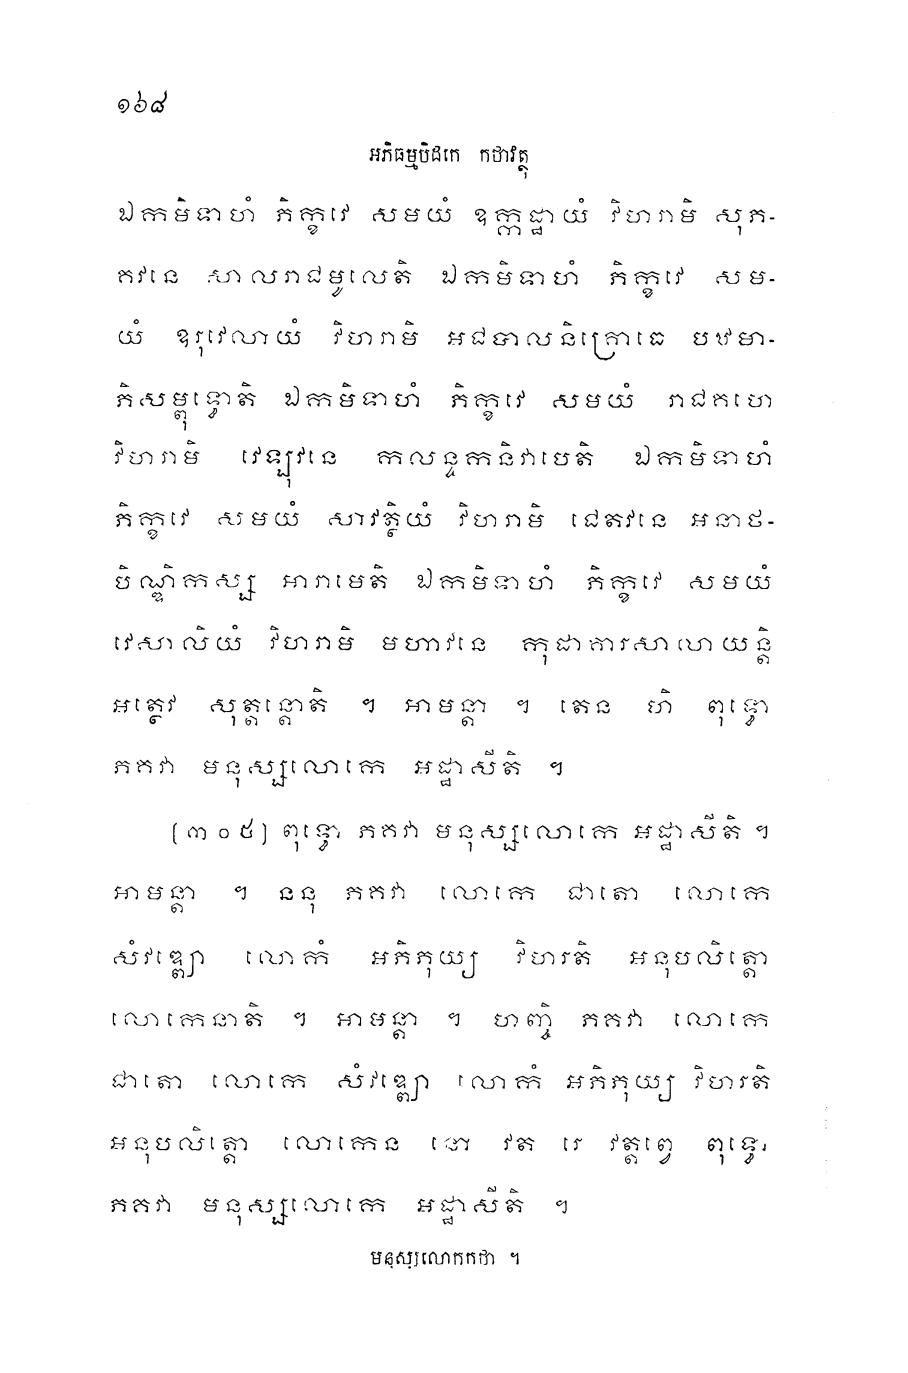 ១៦៨
អភិធម្មបិដកេ កថាវត្ថុ
ឯកមិទាហំ ភិក្ខវេ សមយំ ឧក្កដ្ឋាយំ វិហរាមិ សុភ-
គវនេ សាលរាជមូលេតិ ឯកមិទាហំ ភិក្ខវេ សម-
យំ ឧរុវេលាយំ វិហរាមិ អជបាលនិគ្រោធេ បឋមា-
ភិសម្ពុទ្ធោតិ ឯកមិទាហំ ភិក្ខវេ សមយំ រាជគហេ
វិហរាមិ វេឡុវនេ កលន្ទកនិវាបេតិ ឯកមិទាហំ
ភិក្ខវេ សមយំ សាវត្ថិយំ វិហរាមិ ជេតវនេ អនាថ-
បិណ្ឌិកស្ស អារាមេតិ ឯកមិទាហំ ភិក្ខវេ សមយំ
វេសាលិយំ វិហរាមិ មហាវនេ កុដាគារសាលាយន្តិ
អត្ថេវ សុត្តន្តោតិ ។ អាមន្តា ។ តេន ហិ ពុទ្ធោ
ភគវា មនុស្សលោកេ អដ្ឋាសីតិ ។
[៣០៥] ពុទ្ធោ ភគវា មនុស្សលោកេ អដ្ឋាសីតិ ។
អាមន្តា ។ ននុ ភគវា លោកេ ជាតោ លោកេ
សំវឌ្ឍោ លោកំ អភិភុយ្យ វិហរតិ អនុបលិត្តោ
លោកេនាតិ ។ អាមន្តា ។ ហញ្ចិ ភគវា លោកេ
ជាតោ លោកេ សំវឌ្ឍោ លោកំ អភិភុយ្យ វិហរតិ
អនុបលិត្តោ លោកេន នោ វត រេ វត្តព្វេ ពុទ្ធោ
ភគវា មនុស្សលោកេ អដ្ឋាសីតិ ។
មនុស្សលោកកថា ។